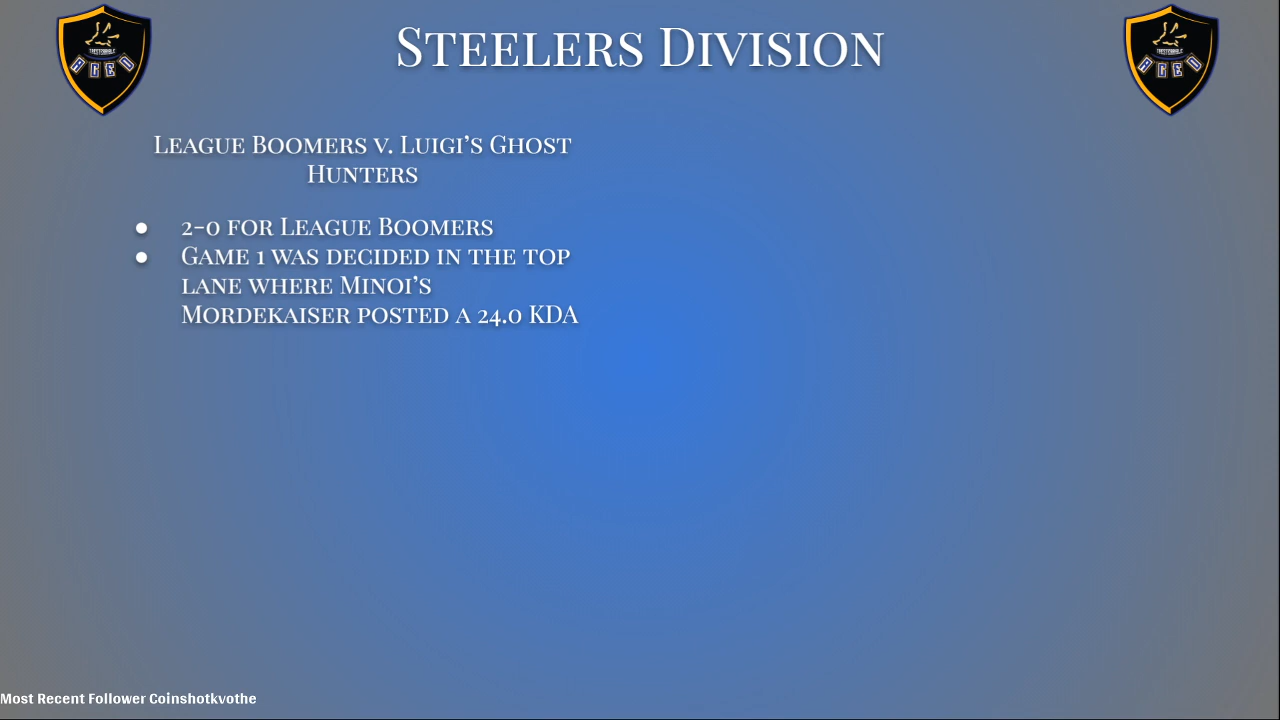 Steelers Division
League Boomers v. Luigi's Ghost
Hunters
● 2-0 for League Boomers
● Game 1 was decided in the top
lane where Minoi's
Mordekaiser posted a 24.0 KDA
Most Recent Follower Coinshotkvothe